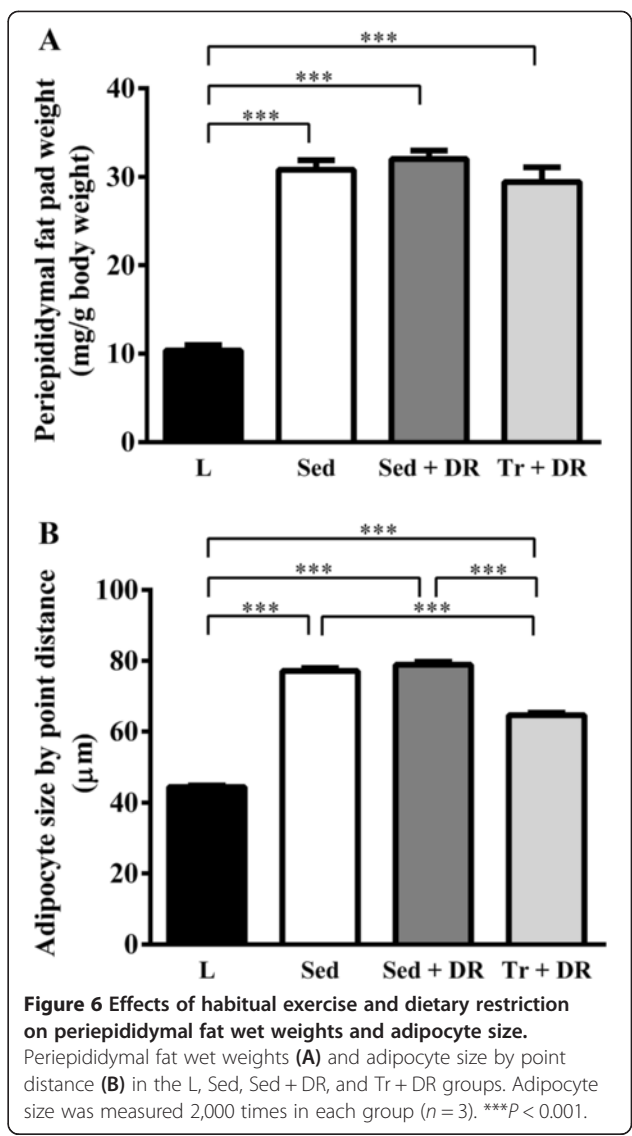 A
***
***
***
Periepididymal fat pad weight
(mg/g body weight)
40
30
20
10
0
L Sed Sed + DR Tr + DR
B
***
*** ***
*** ***
Adipocyte size by point distance
(μm)
100
80
60
40
20
0
L Sed Sed + DR Tr + DR
Figure 6 Effects of habitual exercise and dietary restriction
on periepididymal fat wet weights and adipocyte size.
Periepididymal fat wet weights (A) and adipocyte size by point
distance (B) in the L, Sed, Sed + DR, and Tr + DR groups. Adipocyte
size was measured 2,000 times in each group (n = 3). ***P < 0.001.